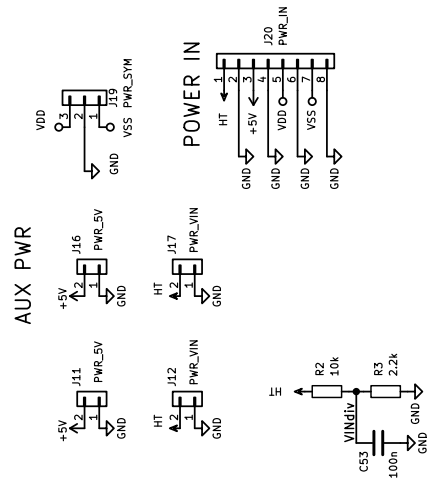 AUX PWR
J11
PWR_5V
+5V
2
1
GND
J16
PWR_5V
+5V
2
1
GND
J19
PWR_SYM
VDD
3
2
1
VSS
GND
J12
PWR_VIN
HT
2
1
GND
J17
PWR_VIN
HT
2
1
GND
POWER IN
J20
PWR_IN
1
2
3
4
5
6
7
8
HT
GND
+5V
GND
VDD
GND
VSS
GND
HT
R2
10k
VINdiv
R3
2.2k
GND
C53
100n
GND